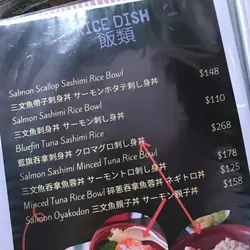 RICE DISH
飯類
Salmon Scallop Sashimi Rice Bowl
三文魚帶子刺身丼 サーモンホタテ刺し身丼 $148
Salmon Sashimi Rice Bowl
三文魚刺身丼 サーモン刺し身丼 $110
Bluefin Tuna Sashimi Rice
藍旗吞拿刺身丼 クロマグロ刺し身丼 $268
Salmon Sashimi Minced Tuna Rice Bowl
三文魚吞拿魚蓉丼 サーモントロ刺し身丼 $178
Minced Tuna Rice Bowl 碎蔥吞拿魚蓉丼 ネギトロ丼 $125
Salmon Oyakodon 三文魚親子丼 サーモン親子丼 $158